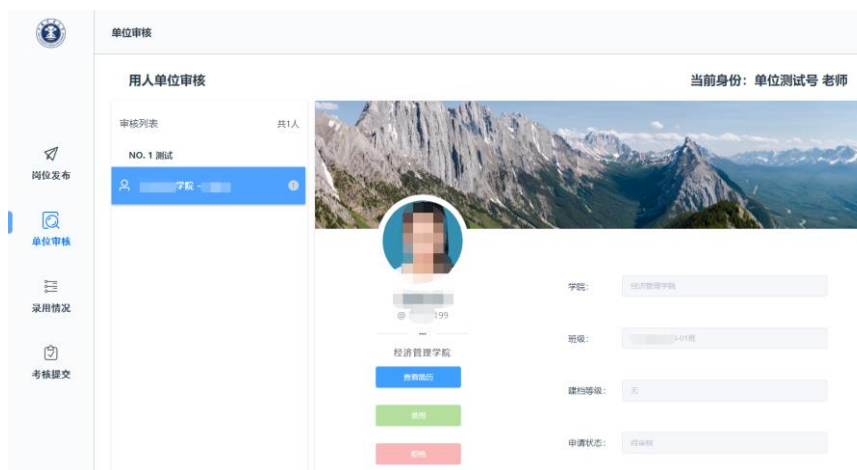 单位审核
用人单位审核
当前身份：单位测试号 老师
审核列表
共1人
NO. 1 测试
学院 -
岗位发布
单位审核
录用情况
考核提交
@
199
经济管理学院
查看简历
录用
拒绝
学院：
经济管理学院
班级：
-01班
建档等级：
无
申请状态：
待审核